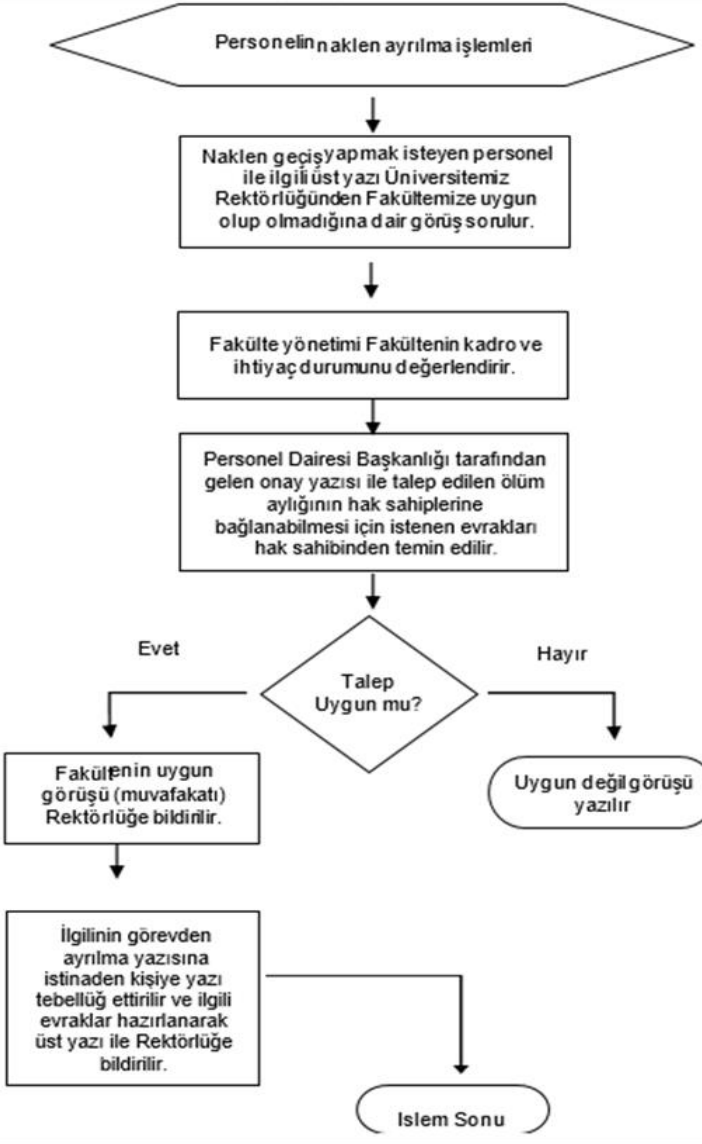 Personelin naklen ayrılma işlemleri
Naklen geçiş yapmak isteyen personel
ile ilgili üst yazı Üniversitemiz
Rektörlüğünden Fakültemize uygun
olup olmadığına dair görüş sorulur.
Fakülte yönetimi Fakültenin kadro ve
ihtiyaç durumunu değerlendirir.
Personel Dairesi Başkanlığı tarafından
gelen onay yazısı ile talep edilen ölüm
aylığının hak sahiplerine
bağlanabilmesi için istenen evrakları
hak sahibinden temin edilir.
Evet
Hayır
Talep
Uygun mu?
Fakültenin uygun
görüşü (muvafakatı)
Rektörlüğe bildirilir.
Uygun değil görüşü
yazılır
İlgilinin görevden
ayrılma yazısına
istinaden kişiye yazı
tebellüğ ettirilir ve ilgili
evraklar hazırlanarak
üst yazı ile Rektörlüğe
bildirilir.
Islem Sonu